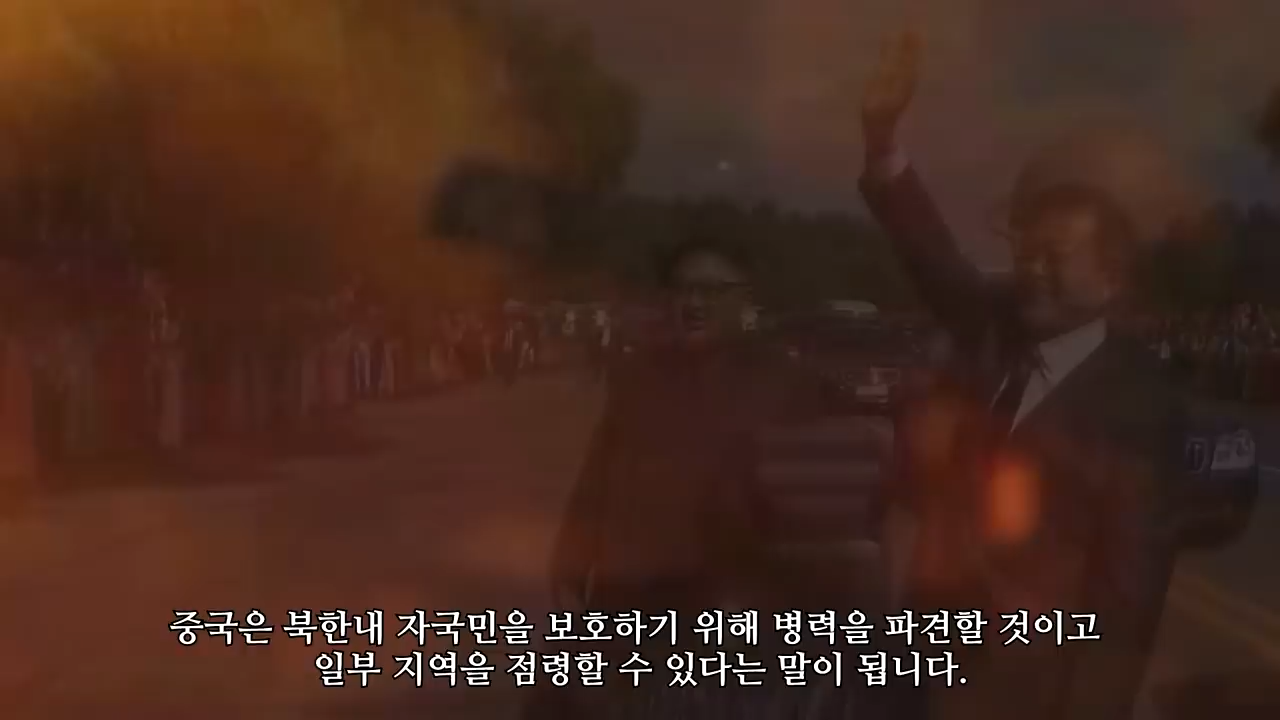 중국은 북한내 자국민을 보호하기 위해 병력을 파견할 것이고
일부 지역을 점령할 수 있다는 말이 됩니다.